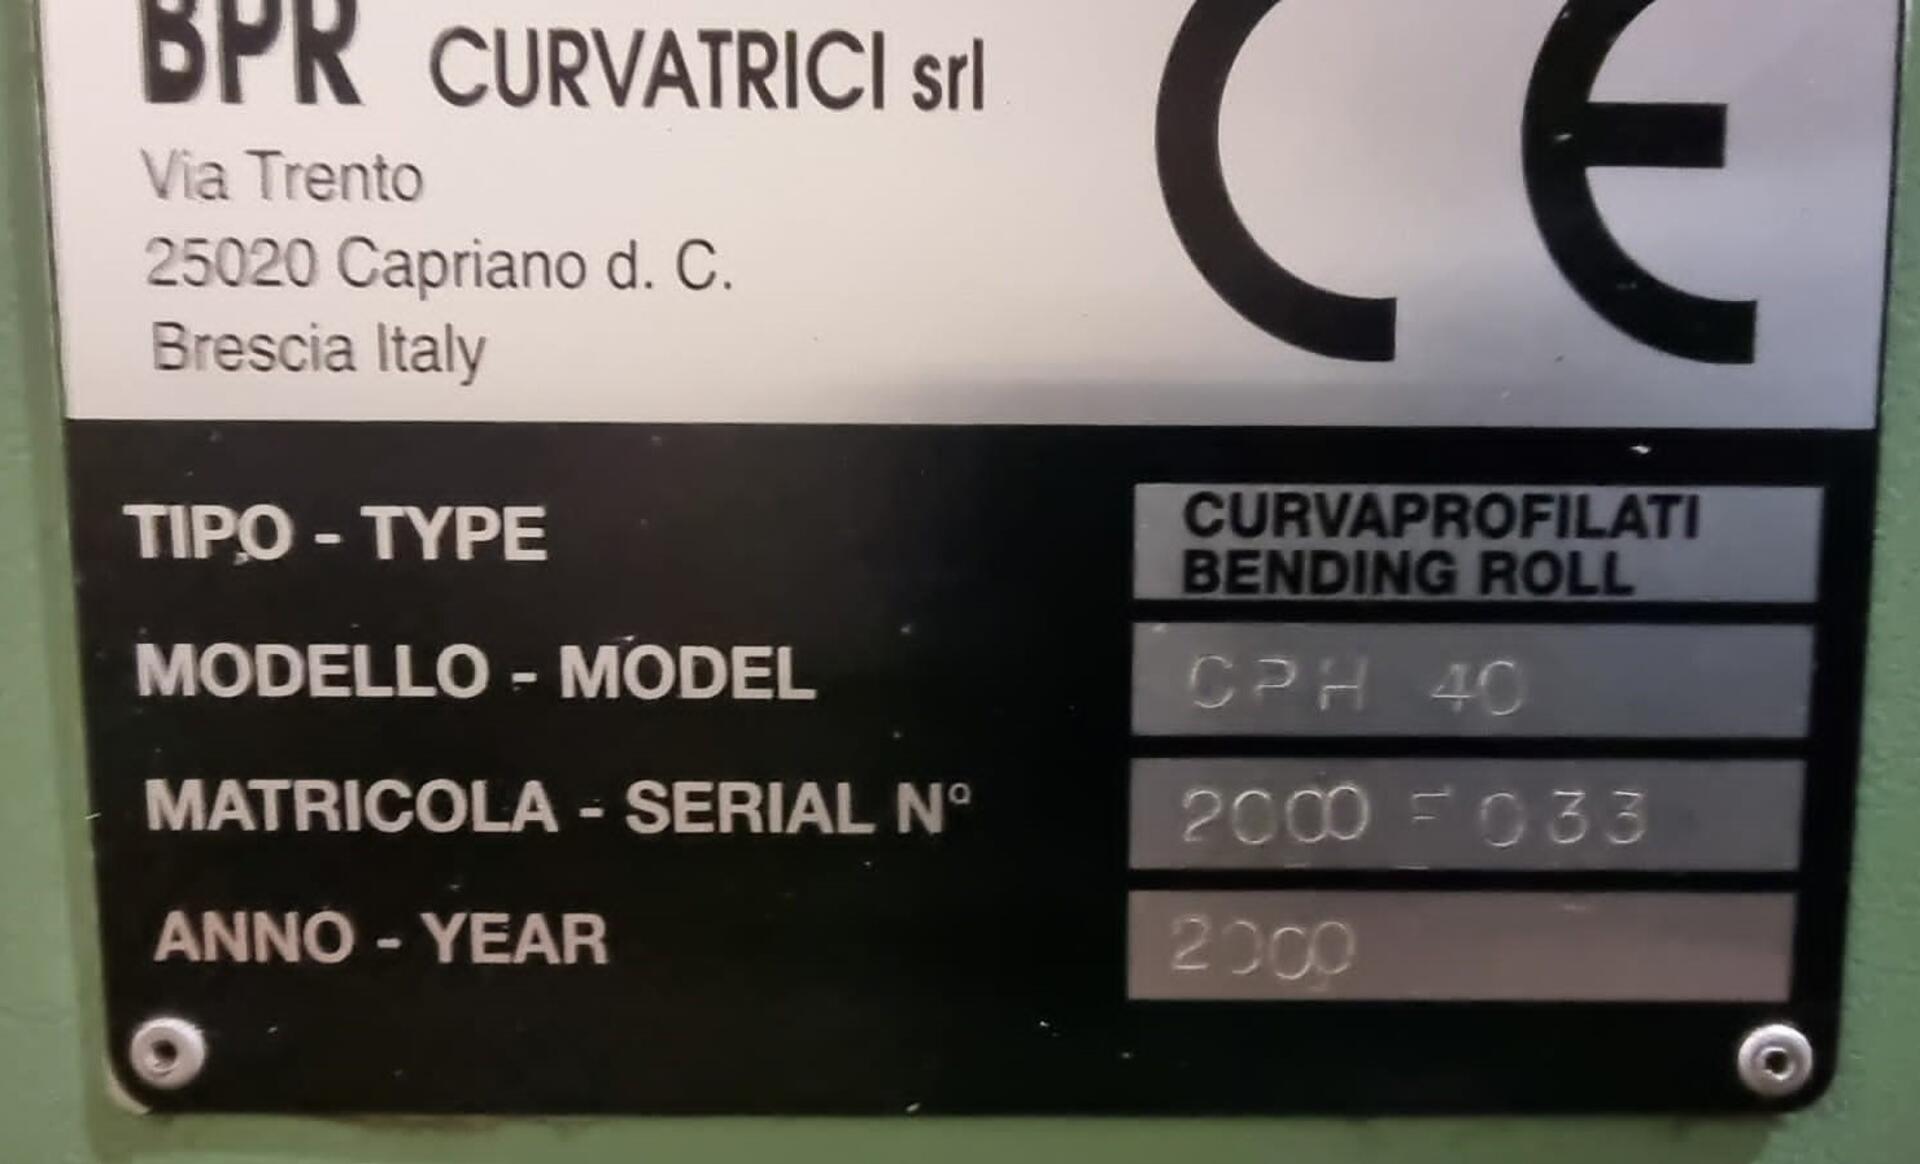 BPR CURVATRICI srl
Via Trento
25020 Capriano d. C.
Brescia Italy
CE
TIPO - TYPE
CURVAPROFILATI
BENDING ROLL
MODELLO - MODEL CPH 40
MATRICOLA - SERIAL N° 2000 F 033
ANNO - YEAR 2000